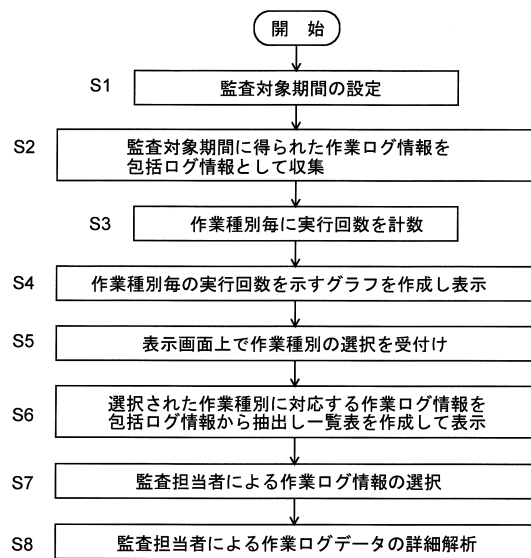 開　始
S1
監査対象期間の設定
S2
監査対象期間に得られた作業ログ情報を
包括ログ情報として収集
S3
作業種別毎に実行回数を計数
S4
作業種別毎の実行回数を示すグラフを作成し表示
S5
表示画面上で作業種別の選択を受付け
S6
選択された作業種別に対応する作業ログ情報を
包括ログ情報から抽出し一覧表を作成して表示
S7
監査担当者による作業ログ情報の選択
S8
監査担当者による作業ログデータの詳細解析